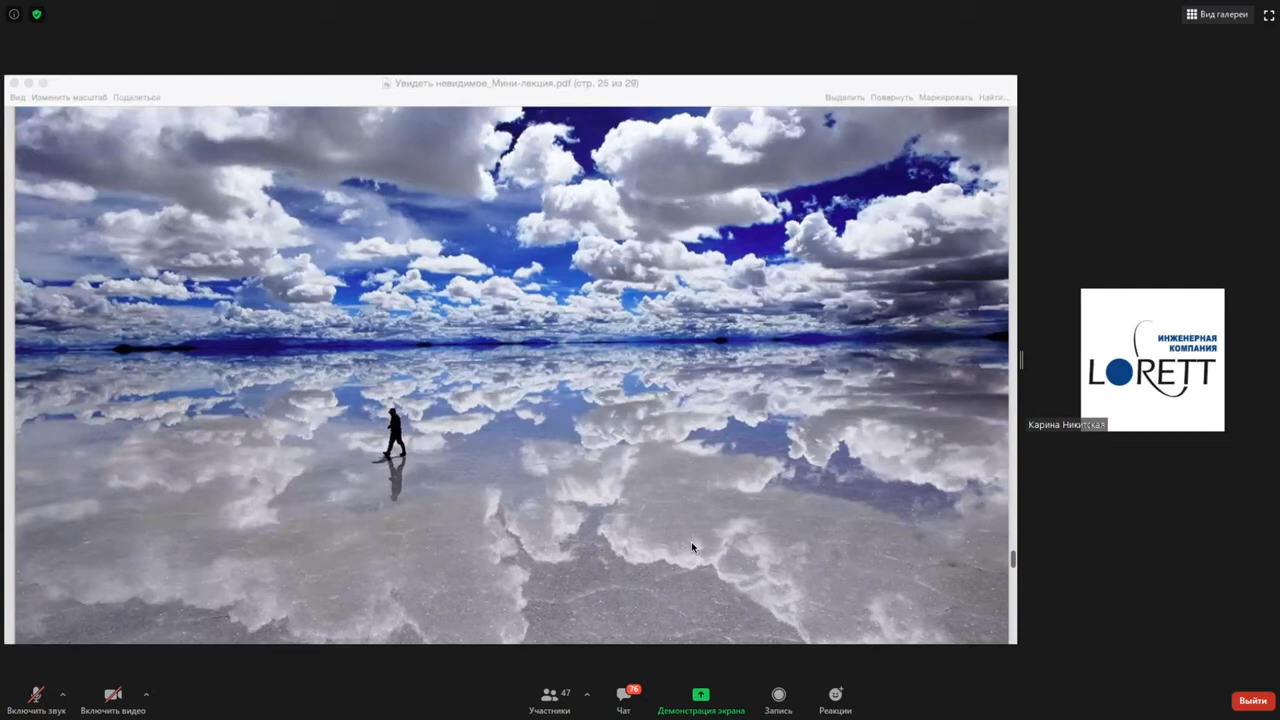 Вид галереи
Увидеть невидимое_Мини-лекция.pdf (стр. 25 из 29)
Вид Изменить масштаб Поделиться
Выделить Повернуть Маркировать Найти...
ИНЖЕНЕРНАЯ
КОМПАНИЯ
LORETT
Карина Никитская
47
76
Включить звук
Включить видео
Участники
Чат
Демонстрация экрана
Запись
Реакции
Выйти